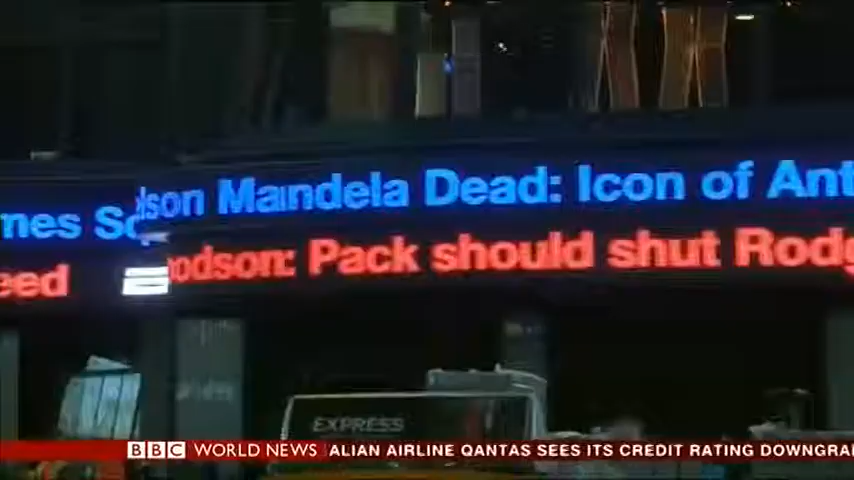 mes Sc
lson Mandela Dead: Icon of Ant
eed
odson: Pack should shut Rodg
EXPRESS
BBC WORLD NEWS ALIAN AIRLINE QANTAS SEES ITS CREDIT RATING DOWNGRA